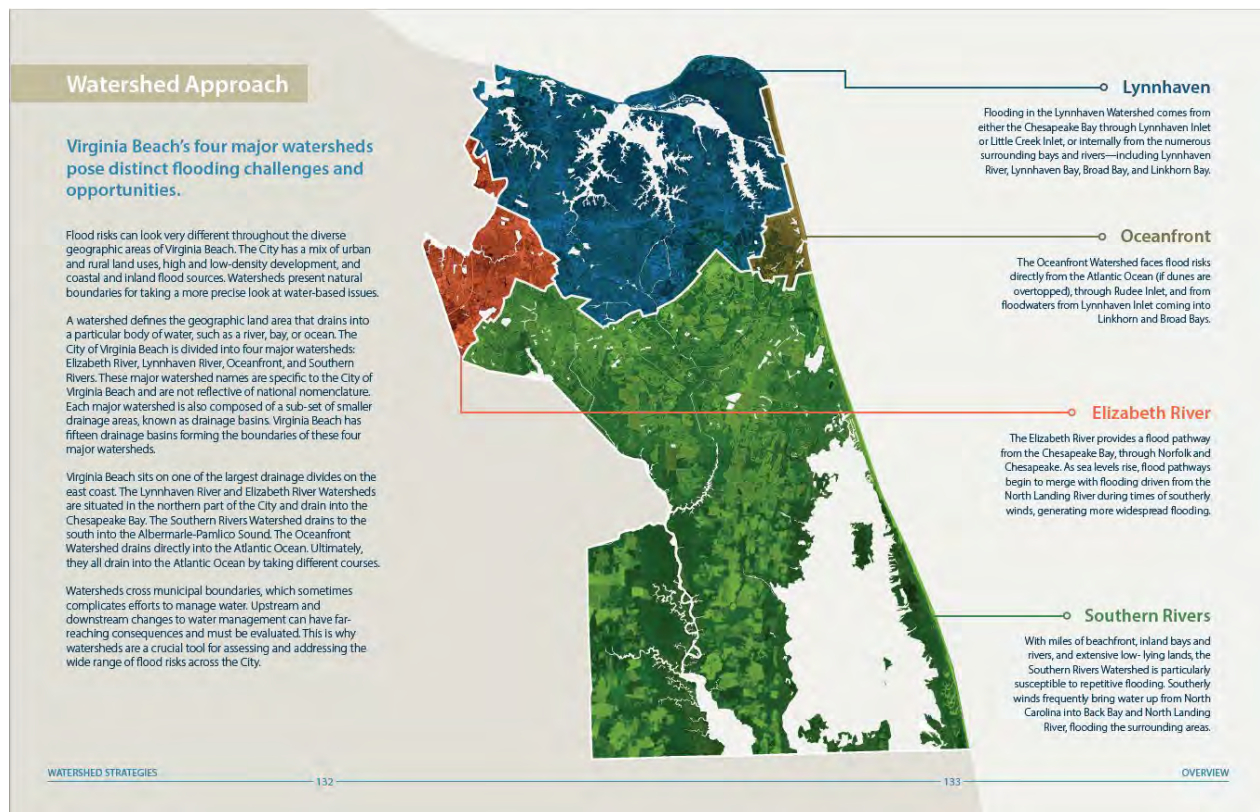 Watershed Approach
Virginia Beach's four major watersheds
pose distinct flooding challenges and
opportunities.
Flood risks can look very different throughout the diverse
geographic areas of Virginia Beach. The City has a mix of urban
and rural land uses, high and low-density development, and
coastal and inland flood sources. Watersheds present natural
boundaries for taking a more precise look at water-based issues.
A watershed defines the geographic land area that drains into
a particular body of water, such as a river, bay, or ocean. The
City of Virginia Beach is divided into four major watersheds:
Elizabeth River, Lynnhaven River, Oceanfront, and Southern
Rivers. These major watershed names are specific to the City of
Virginia Beach and are not reflective of national nomenclature.
Each major watershed is also composed of a sub-set of smaller
drainage areas, known as drainage basins. Virginia Beach has
fifteen drainage basins forming the boundaries of these four
major watersheds.
Virginia Beach sits on one of the largest drainage divides on the
east coast. The Lynnhaven River and Elizabeth River Watersheds
are situated in the northern part of the City and drain into the
Chesapeake Bay. The Southern Rivers Watershed drains to the
south into the Albermarle-Pamlico Sound. The Oceanfront
Watershed drains directly into the Atlantic Ocean. Ultimately,
they all drain into the Atlantic Ocean by taking different courses.
Watersheds cross municipal boundaries, which sometimes
complicates efforts to manage water. Upstream and
downstream changes to water management can have far-
reaching consequences and must be evaluated. This is why
watersheds are a crucial tool for assessing and addressing the
wide range of flood risks across the City.
WATERSHED STRATEGIES
132
Lynnhaven
Flooding in the Lynnhaven Watershed comes from
either the Chesapeake Bay through Lynnhaven Inlet
or Little Creek Inlet, or internally from the numerous
surrounding bays and rivers—including Lynnhaven
River, Lynnhaven Bay, Broad Bay, and Linkhorn Bay.
Oceanfront
The Oceanfront Watershed faces flood risks
directly from the Atlantic Ocean (if dunes are
overtopped), through Rudee Inlet, and from
floodwaters from Lynnhaven Inlet coming into
Linkhorn and Broad Bays.
Elizabeth River
The Elizabeth River provides a flood pathway
from the Chesapeake Bay, through Norfolk and
Chesapeake. As sea levels rise, flood pathways
begin to merge with flooding driven from the
North Landing River during times of southerly
winds, generating more widespread flooding.
Southern Rivers
With miles of beachfront, inland bays and
rivers, and extensive low- lying lands, the
Southern Rivers Watershed is particularly
susceptible to repetitive flooding. Southerly
winds frequently bring water up from North
Carolina into Back Bay and North Landing
River, flooding the surrounding areas.
133
OVERVIEW